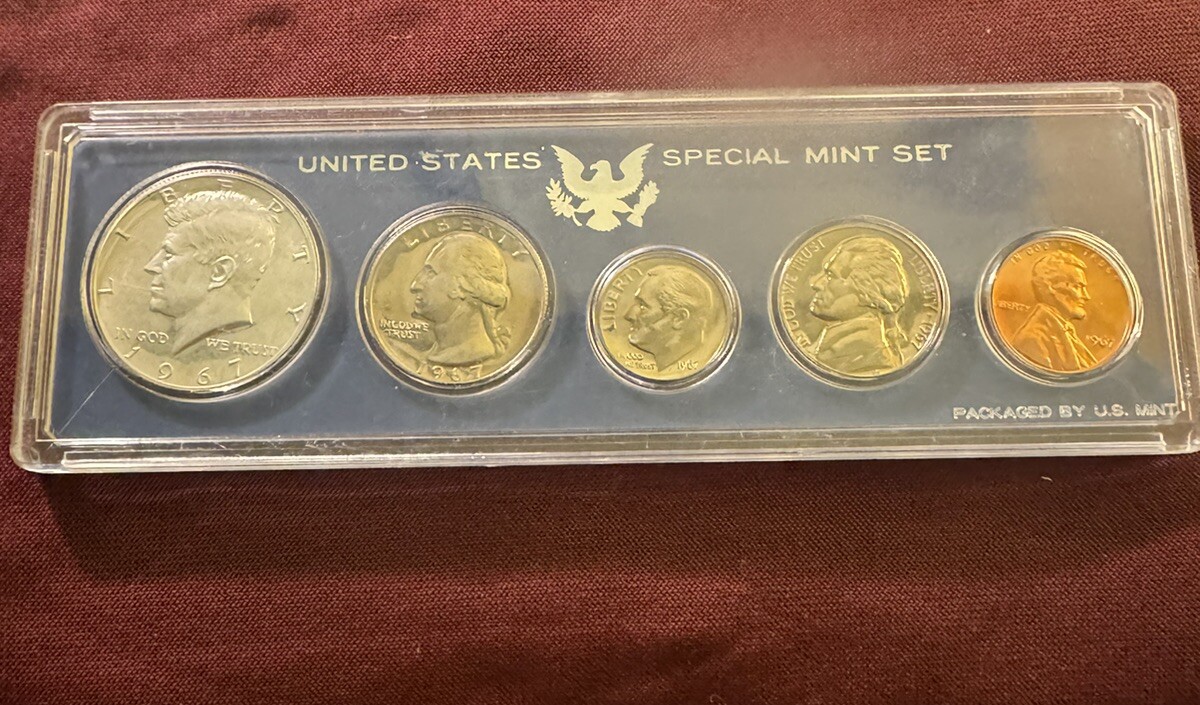 UNITED STATES SPECIAL MINT SET
LIBERTY
IN GOD WE TRUST
1967
LIBERTY
IN GOD WE
TRUST
1967
LIBERTY
IN GOD
WE TRUST
1967
IN GOD WE TRUST
LIBERTY 1967
IN GOD WE TRUST
LIBERTY
1967
PACKAGED BY U.S. MINT